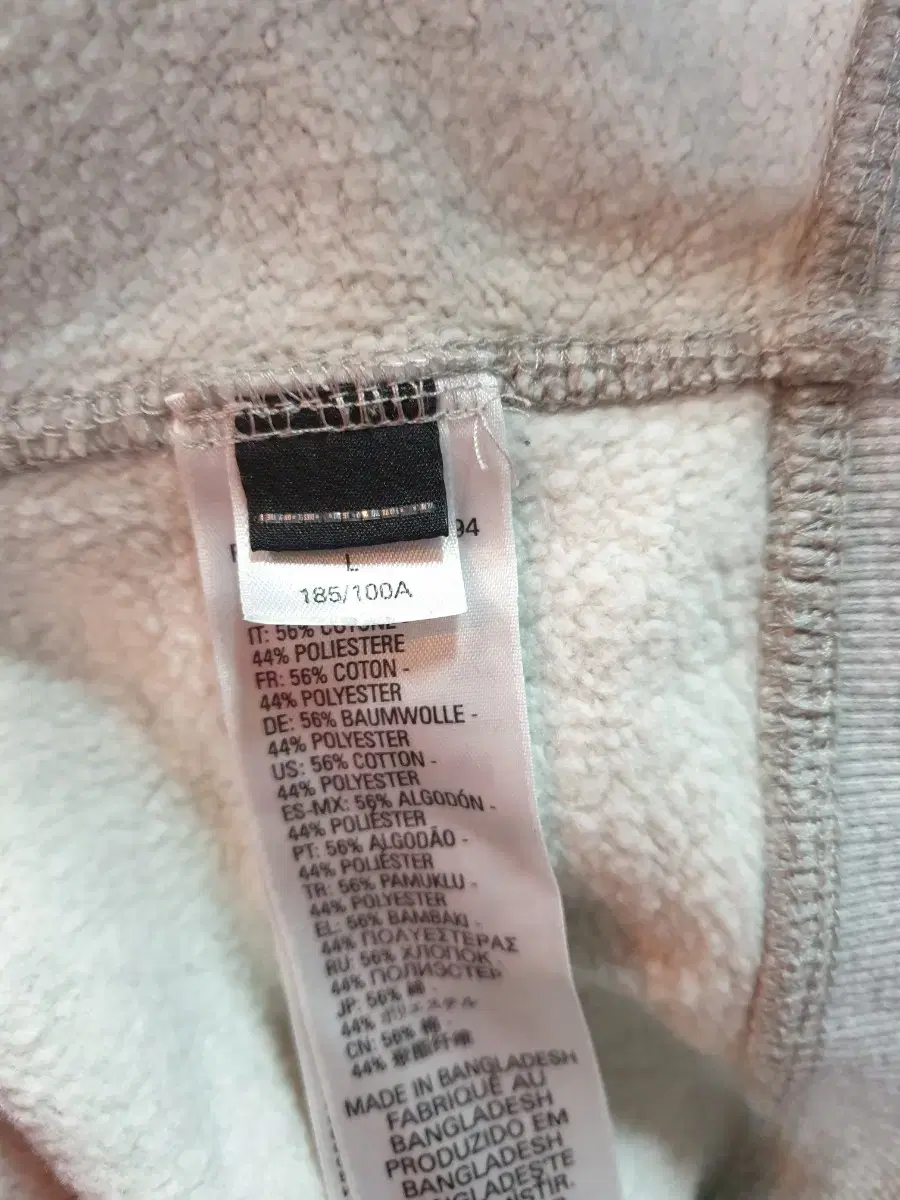 94
L
185/100A
IT: 56% COTONE
44% POLIESTERE
FR: 56% COTON -
44% POLYESTER
DE: 56% BAUMWOLLE -
44% POLYESTER
US: 56% COTTON -
44% POLYESTER
ES-MX: 56% ALGODÓN -
44% POLIÉSTER
PT: 56% ALGODÃO -
44% POLIÉSTER
TR: 56% PAMUKLU -
44% POLYESTER
EL: 56% ΒΑΜΒΑΚΙ -
44% ΠΟΛΥΕΣΤΕΡΑΣ
RU: 56% ХЛОПОК
44% ПОЛИЭСТЕР
JP: 56% 綿
44% ポリエステル
CN: 56% 棉
44%
MADE IN BANGLADESH
FABRIQUÉ AU
BANGLADESH
PRODUZIDO EM
BANGLADESH